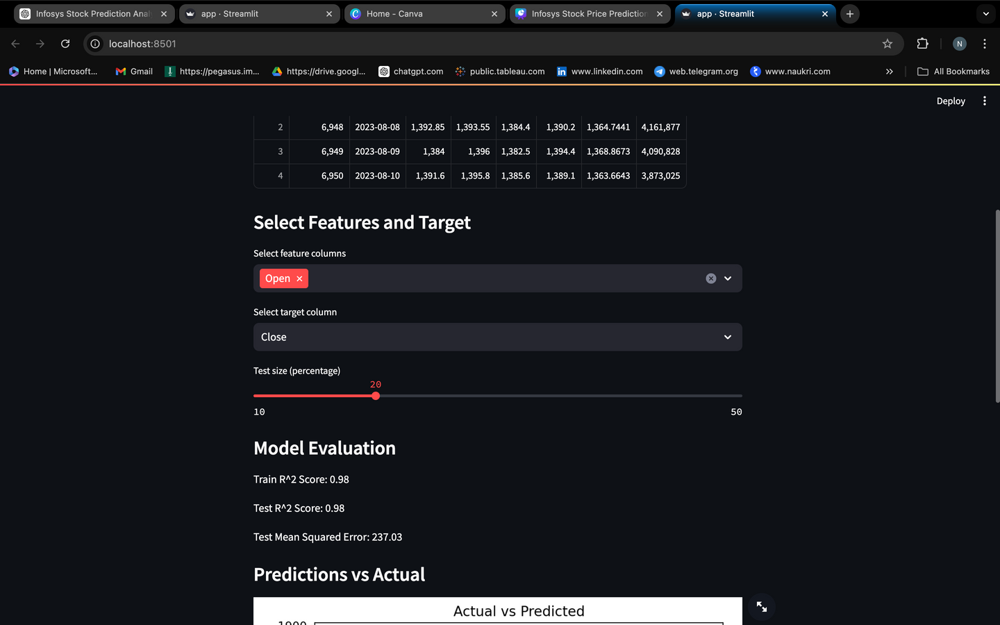 Infosys Stock Prediction Anal
app · Streamlit
Home - Canva
Infosys Stock Price Prediction
app · Streamlit
localhost:8501
N
Home | Microsoft...
Gmail
https://pegasus.im...
https://drive.googl...
chatgpt.com
public.tableau.com
www.linkedin.com
web.telegram.org
www.naukri.com
»
All Bookmarks
Deploy
2 6,948 2023-08-08 1,392.85 1,393.55 1,384.4 1,390.2 1,364.7441 4,161,877
3 6,949 2023-08-09 1,384 1,396 1,382.5 1,394.4 1,368.8673 4,090,828
4 6,950 2023-08-10 1,391.6 1,395.8 1,385.6 1,389.1 1,363.6643 3,873,025
Select Features and Target
Select feature columns
Open
Select target column
Close
Test size (percentage)
20
10 50
Model Evaluation
Train R^2 Score: 0.98
Test R^2 Score: 0.98
Test Mean Squared Error: 237.03
Predictions vs Actual
Actual vs Predicted
1900